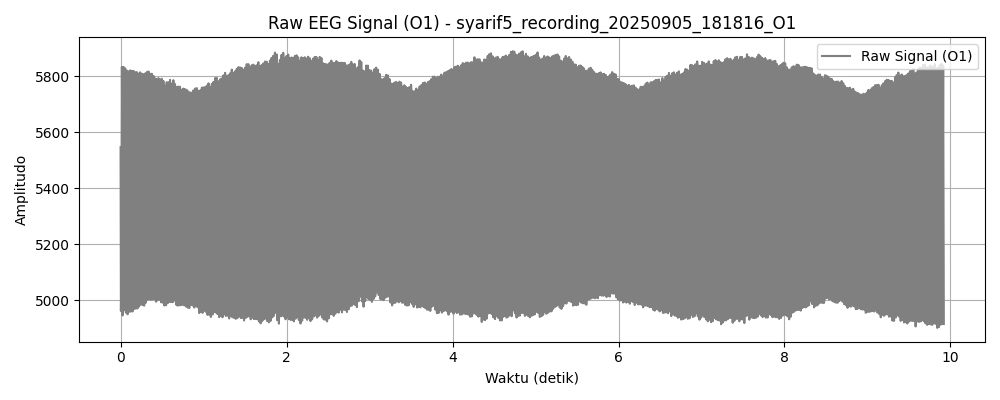 Raw EEG Signal (O1) - syarif5_recording_20250905_181816_O1
Raw Signal (O1)
Amplitudo
5800
5600
5400
5200
5000
0 2 4 6 8 10
Waktu (detik)